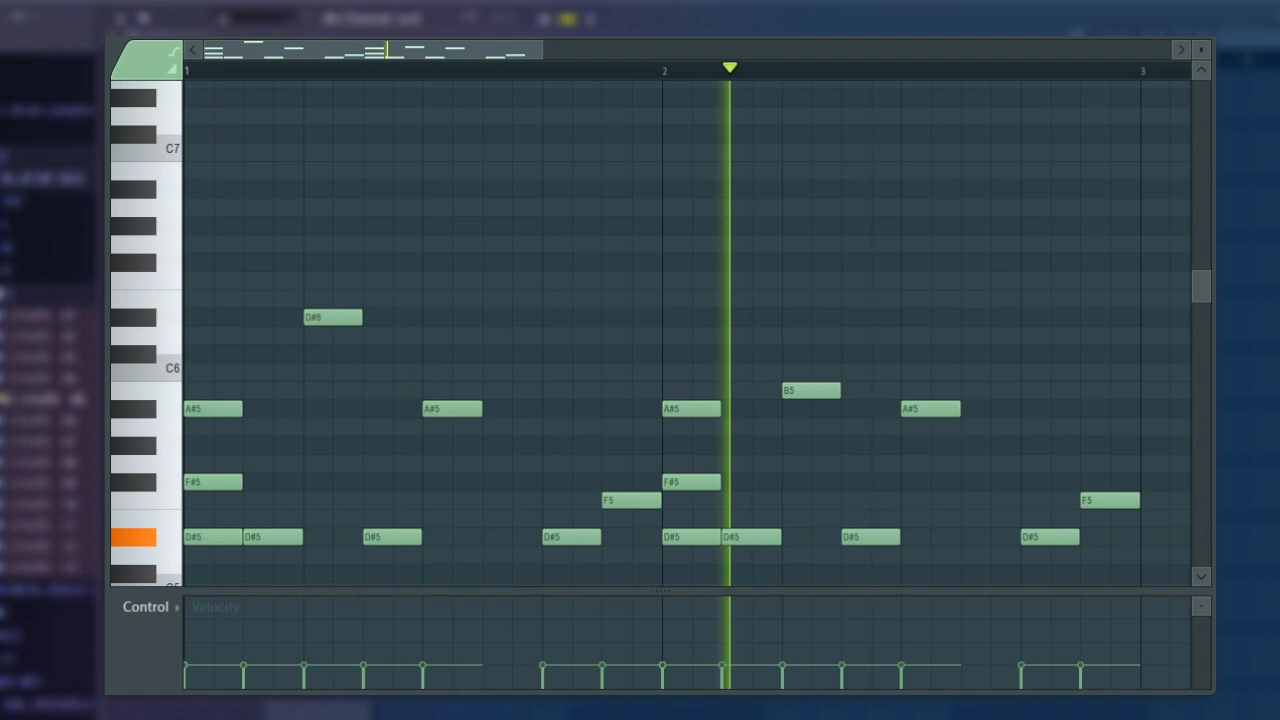 1 2 3
C7
D#6
C6
B5
A#5 A#5 A#5 A#5
F#5 F#5
F5 F5
D#5 D#5 D#5 D#5 D#5 D#5 D#5 D#5
Control Velocity